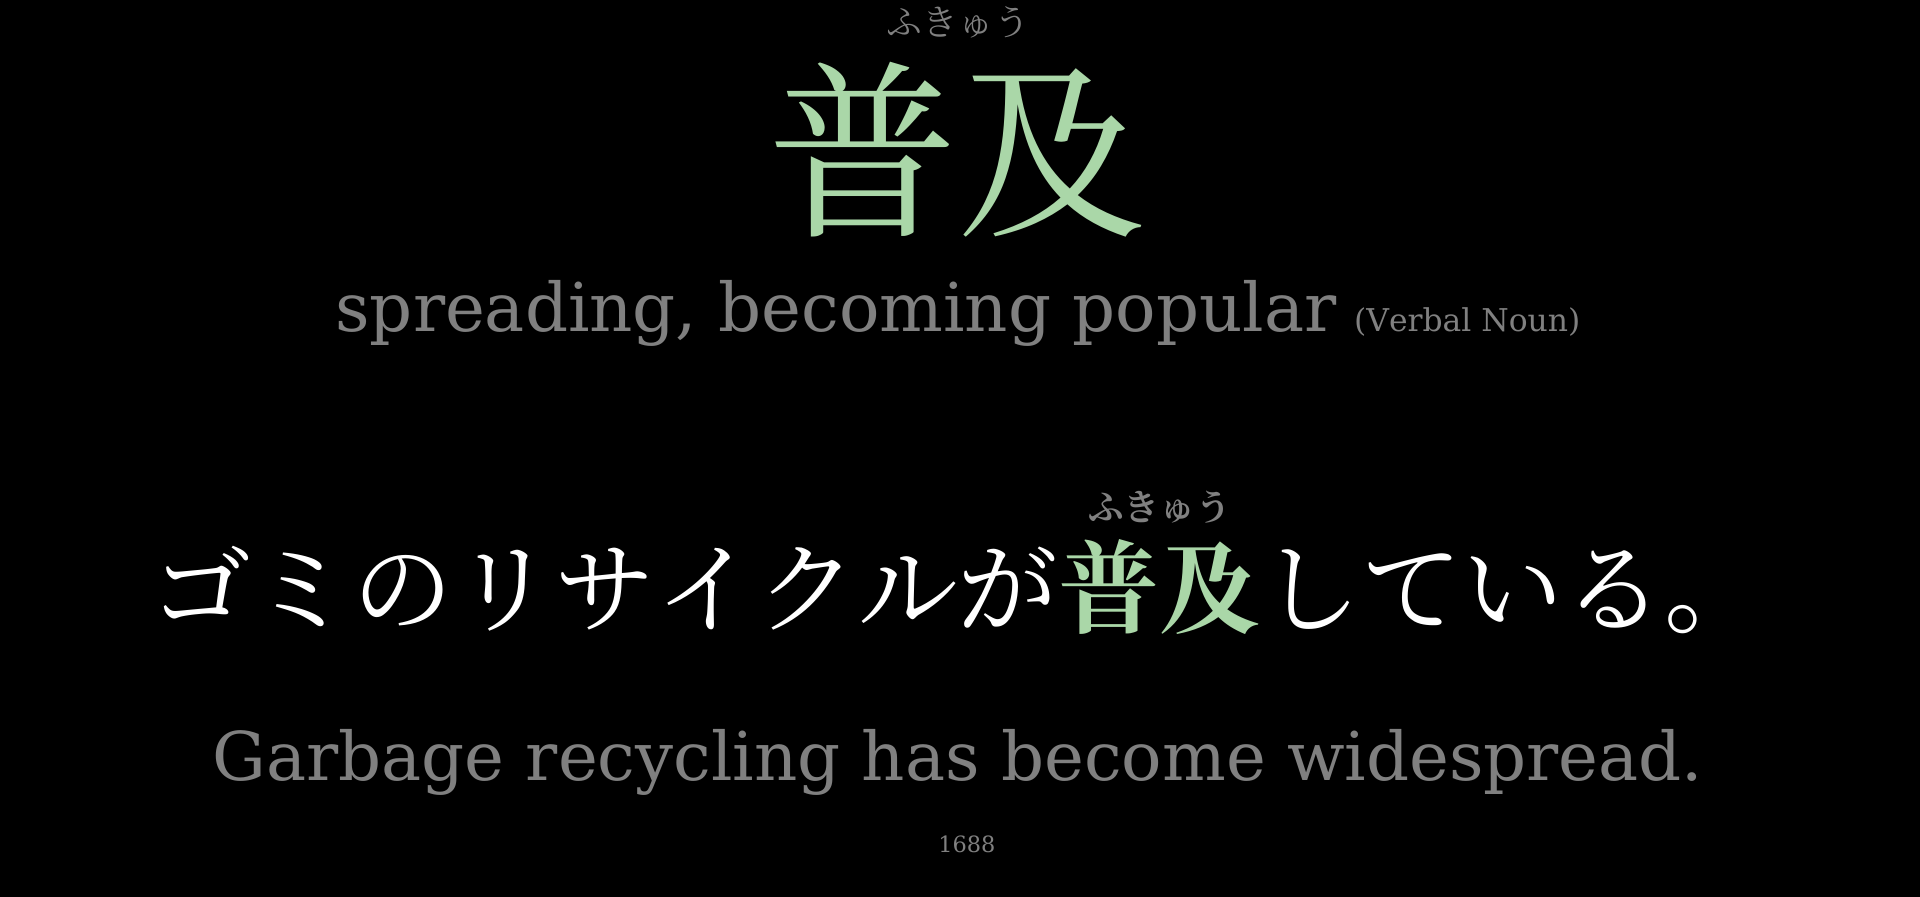 ふきゅう
普及
spreading, becoming popular (Verbal Noun)
ふきゅう
ゴミのリサイクルが普及している。
Garbage recycling has become widespread.
1688